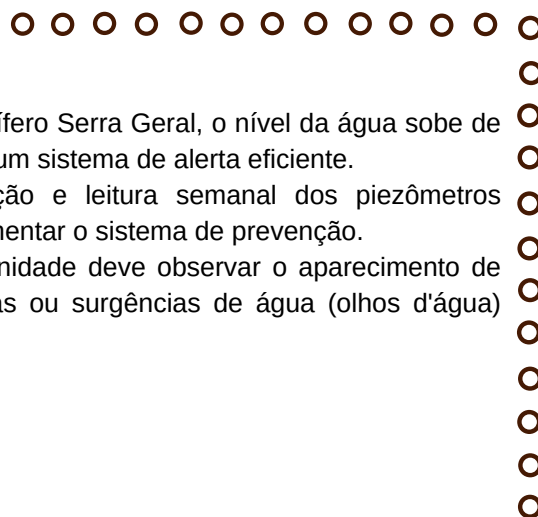 ífero Serra Geral, o nível da água sobe de
um sistema de alerta eficiente.
ção e leitura semanal dos piezômetros
mentar o sistema de prevenção.
nidade deve observar o aparecimento de
as ou surgências de água (olhos d'água)